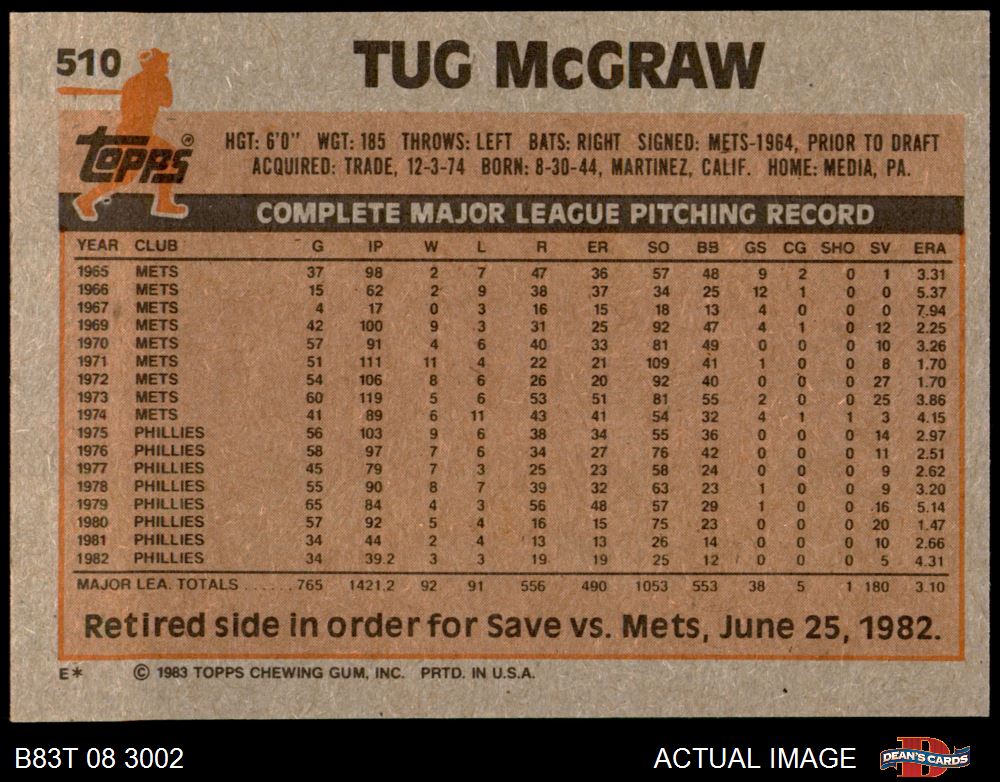 510 TUG McGRAW
Topps®
HGT: 6'0" WGT: 185 THROWS: LEFT BATS: RIGHT SIGNED: METS-1964, PRIOR TO DRAFT
ACQUIRED: TRADE, 12-3-74 BORN: 8-30-44, MARTINEZ, CALIF. HOME: MEDIA, PA.
COMPLETE MAJOR LEAGUE PITCHING RECORD
YEAR CLUB G IP W L R ER SO BB GS CG SHO SV ERA
1965 METS 37 98 2 7 47 36 57 48 9 2 0 1 3.31
1966 METS 15 62 2 9 38 37 34 25 12 1 0 0 5.37
1967 METS 4 17 0 3 16 15 18 13 4 0 0 0 7.94
1969 METS 42 100 9 3 31 25 92 47 4 1 0 12 2.25
1970 METS 57 91 4 6 40 33 81 49 0 0 0 10 3.26
1971 METS 51 111 11 4 22 21 109 41 1 0 0 8 1.70
1972 METS 54 106 8 6 26 20 92 40 0 0 0 27 1.70
1973 METS 60 119 5 6 53 51 81 55 2 0 0 25 3.86
1974 METS 41 89 6 11 43 41 54 32 4 1 1 3 4.15
1975 PHILLIES 56 103 9 6 38 34 55 36 0 0 0 14 2.97
1976 PHILLIES 58 97 7 6 34 27 76 42 0 0 0 11 2.51
1977 PHILLIES 45 79 7 3 25 23 58 24 0 0 0 9 2.62
1978 PHILLIES 55 90 8 7 39 32 63 23 1 0 0 9 3.20
1979 PHILLIES 65 84 4 3 56 48 57 29 1 0 0 16 5.14
1980 PHILLIES 57 92 5 4 16 15 75 23 0 0 0 20 1.47
1981 PHILLIES 34 44 2 4 13 13 26 14 0 0 0 10 2.66
1982 PHILLIES 34 39.2 3 3 19 19 25 12 0 0 0 5 4.31
MAJOR LEA. TOTALS ...... 765 1421.2 92 91 556 490 1053 553 38 5 1 180 3.10
Retired side in order for Save vs. Mets, June 25, 1982.
E* © 1983 TOPPS CHEWING GUM, INC. PRTD. IN U.S.A.
B83T 08 3002 ACTUAL IMAGE DEAN'S CARDS